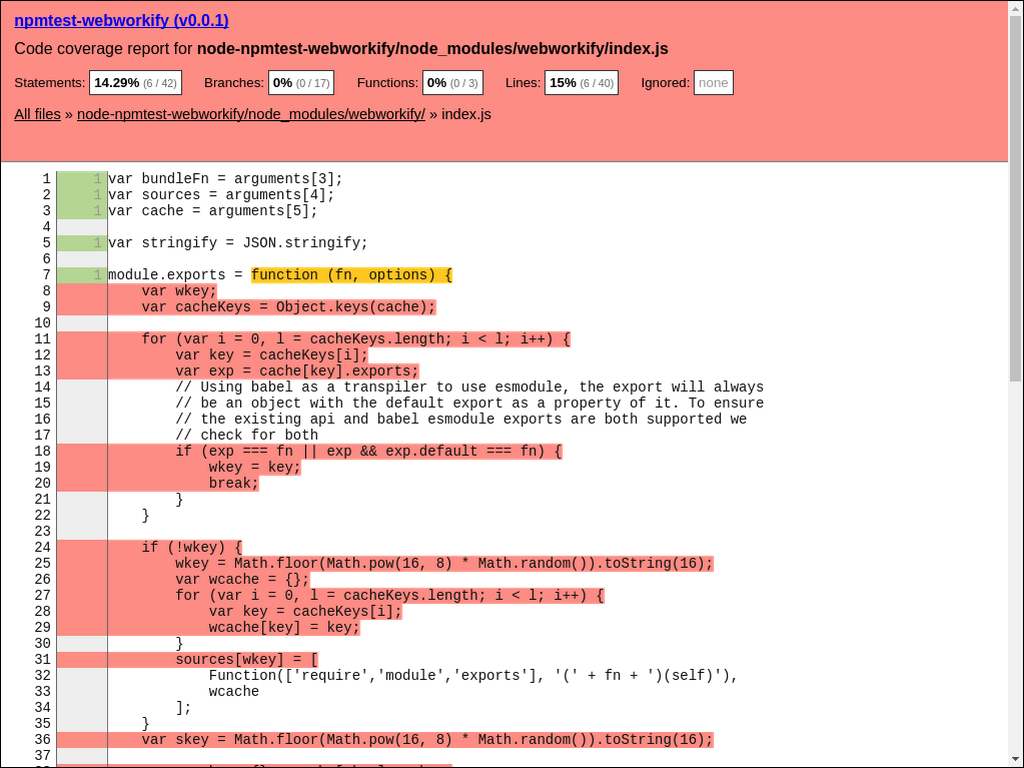 npmtest-webworkify (v0.0.1)
Code coverage report for node-npmtest-webworkify/node_modules/webworkify/index.js
Statements: 14.29% (6 / 42) Branches: 0% (0 / 17) Functions: 0% (0 / 3) Lines: 15% (6 / 40) Ignored: none
All files » node-npmtest-webworkify/node_modules/webworkify/ » index.js
1 1 var bundleFn = arguments[3];
2 1 var sources = arguments[4];
3 1 var cache = arguments[5];
4
5 1 var stringify = JSON.stringify;
6
7 1 module.exports = function (fn, options) {
8     var wkey;
9     var cacheKeys = Object.keys(cache);
10
11     for (var i = 0, l = cacheKeys.length; i < l; i++) {
12         var key = cacheKeys[i];
13         var exp = cache[key].exports;
14         // Using babel as a transpiler to use esmodule, the export will always
15         // be an object with the default export as a property of it. To ensure
16         // the existing api and babel esmodule exports are both supported we
17         // check for both
18         if (exp === fn || exp && exp.default === fn) {
19             wkey = key;
20             break;
21         }
22     }
23
24     if (!wkey) {
25         wkey = Math.floor(Math.pow(16, 8) * Math.random()).toString(16);
26         var wcache = {};
27         for (var i = 0, l = cacheKeys.length; i < l; i++) {
28             var key = cacheKeys[i];
29             wcache[key] = key;
30         }
31         sources[wkey] = [
32             Function(['require','module','exports'], '(' + fn + ')(self)'),
33             wcache
34         ];
35     }
36     var skey = Math.floor(Math.pow(16, 8) * Math.random()).toString(16);
37